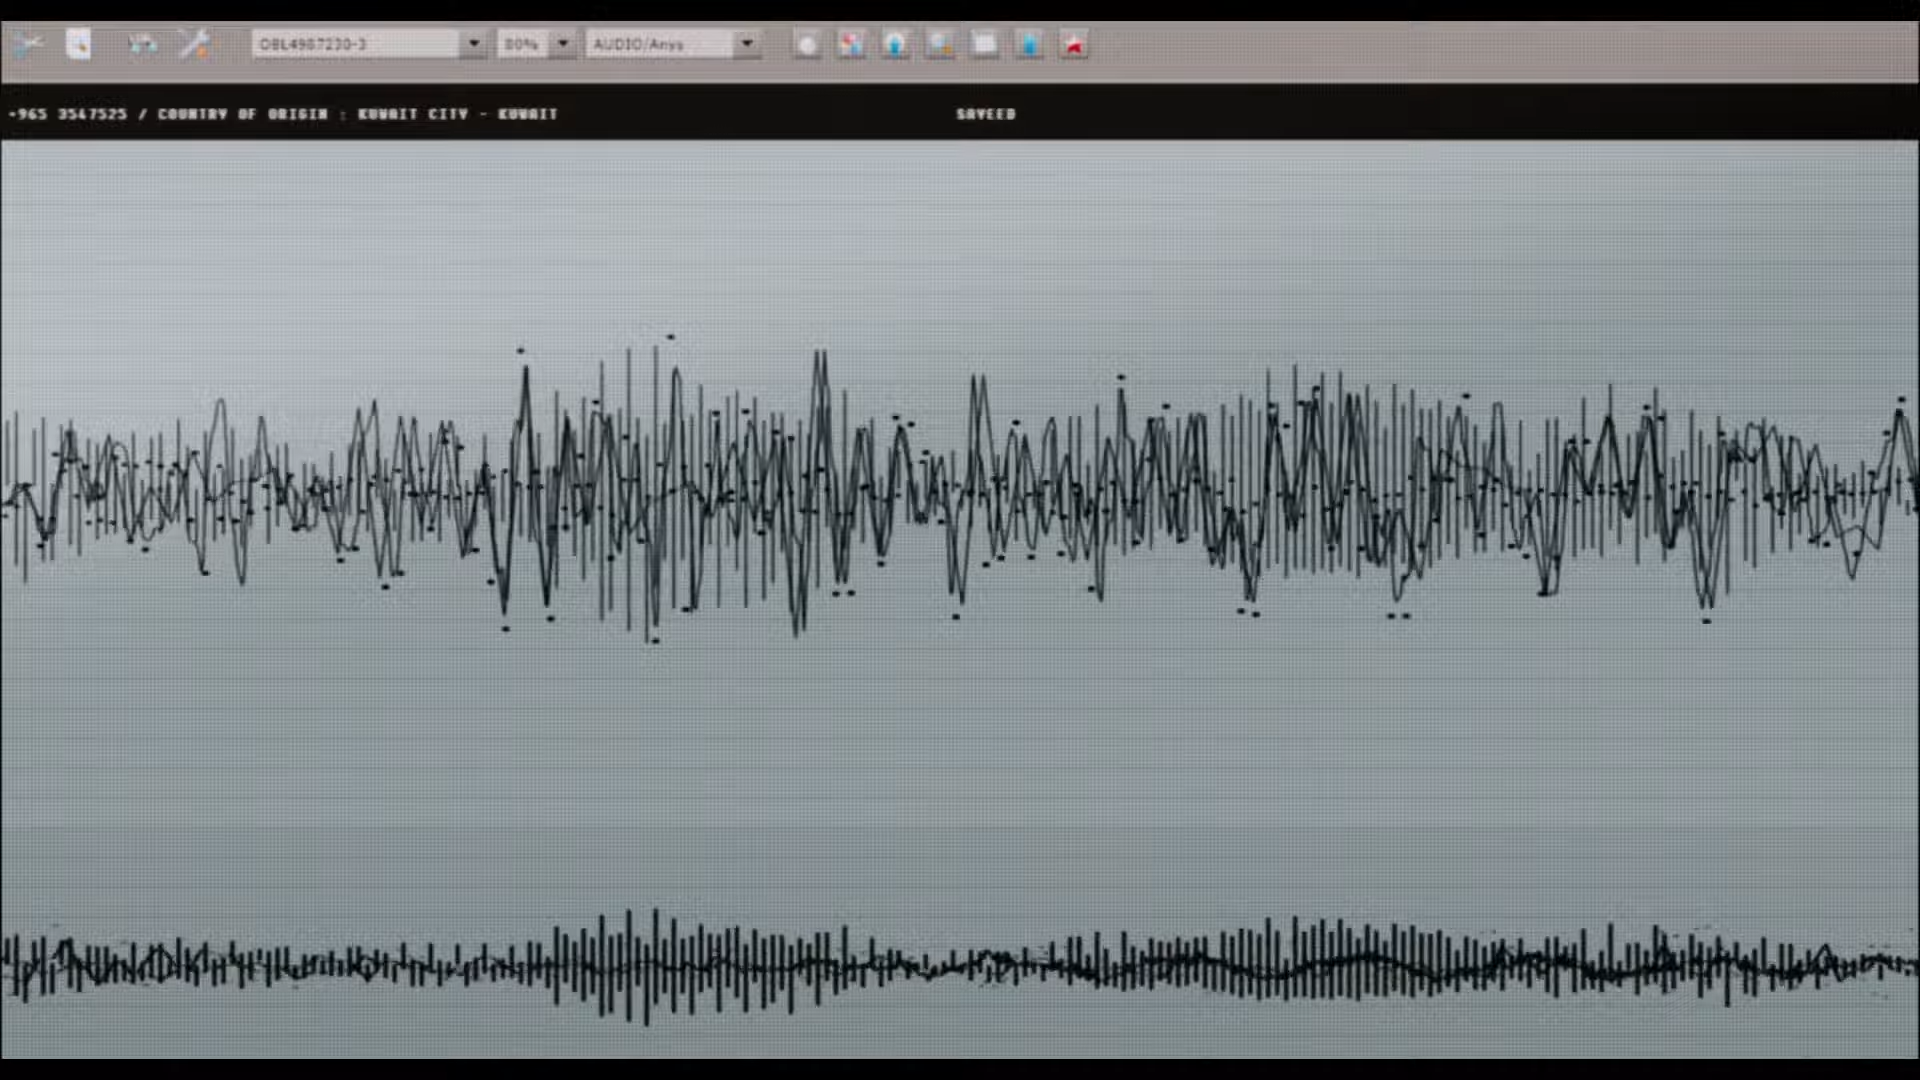 OBL4987230-3 80% AUDIO/Anys
+965 3547525 / COUNTRY OF ORIGIN : KUWAIT CITY - KUWAIT SAYEED